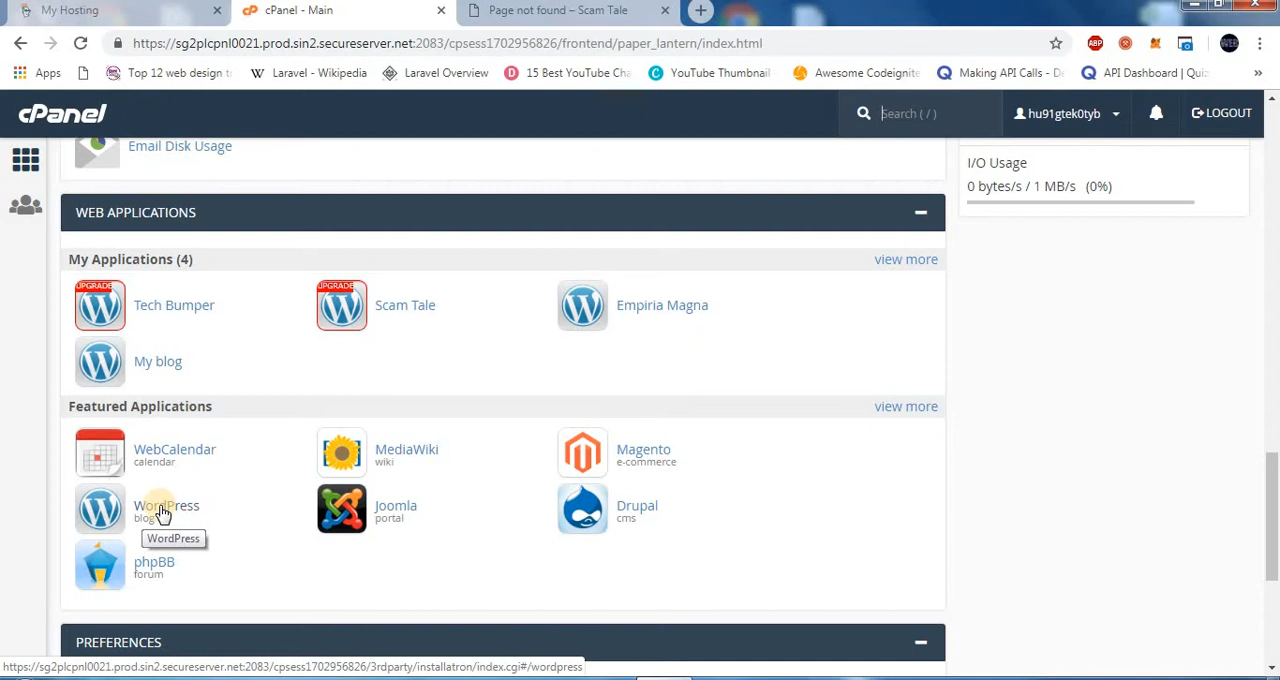 My Hosting
cPanel - Main
Page not found – Scam Tale
https://sg2plcpnl0021.prod.sin2.secureserver.net:2083/cpsess1702956826/frontend/paper_lantern/index.html
ABP
Apps
Top 12 web design t
Laravel - Wikipedia
Laravel Overview
15 Best YouTube Cha
YouTube Thumbnail
Awesome Codeignite
Making API Calls - De
API Dashboard | Quiz
»
cPanel
Search ( / )
hu91gtek0tyb
LOGOUT
Email Disk Usage
I/O Usage
0 bytes/s / 1 MB/s (0%)
WEB APPLICATIONS
My Applications (4)
view more
UPGRADE
Tech Bumper
UPGRADE
Scam Tale
Empiria Magna
My blog
Featured Applications
view more
WebCalendar
calendar
MediaWiki
wiki
Magento
e-commerce
WordPress
blog
Joomla
portal
Drupal
cms
WordPress
phpBB
forum
PREFERENCES
https://sg2plcpnl0021.prod.sin2.secureserver.net:2083/cpsess1702956826/3rdparty/installatron/index.cgi#/wordpress